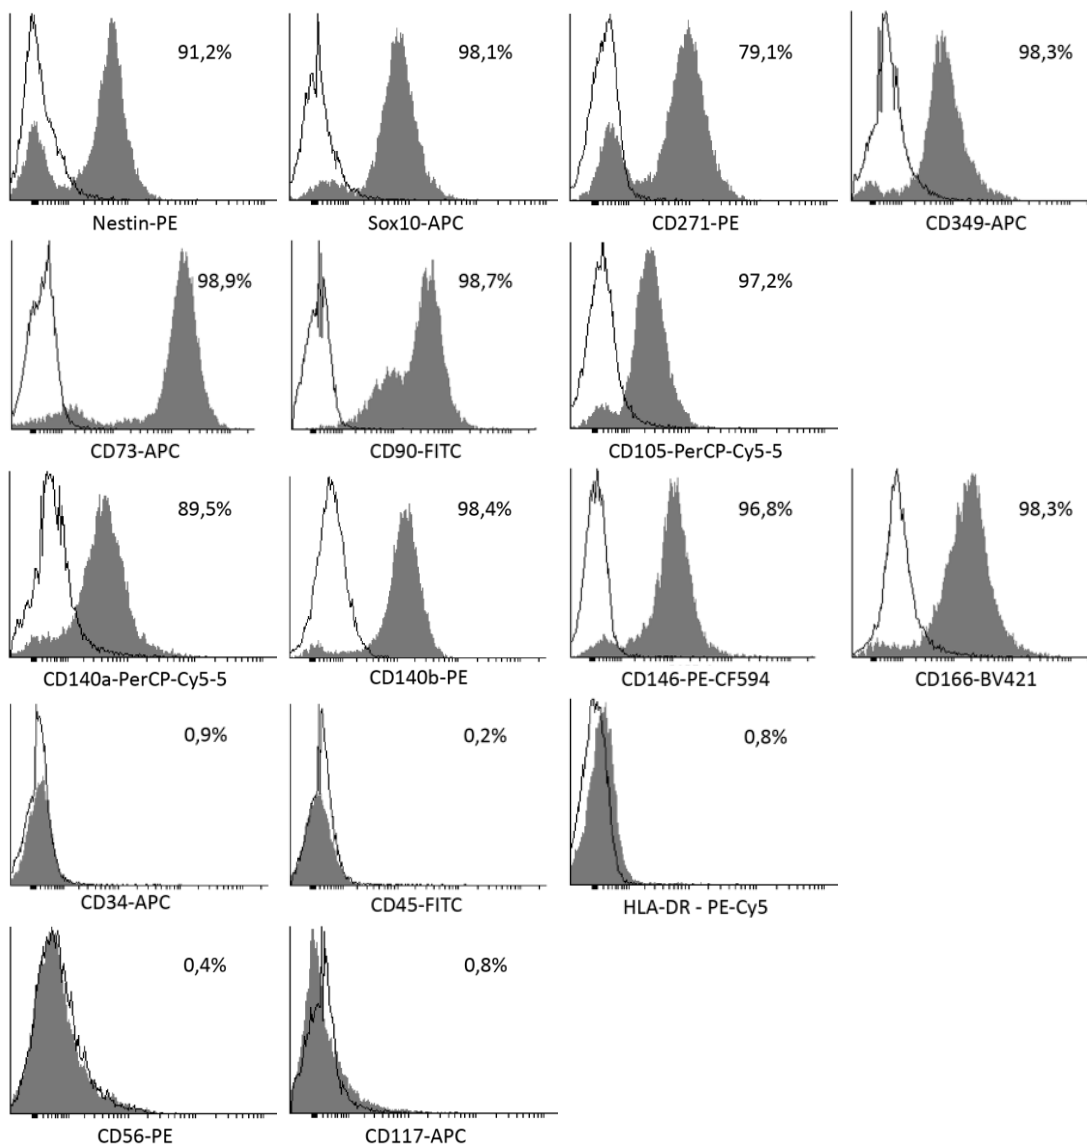 91,2%
98,1%
79,1%
98,3%
Nestin-PE
Sox10-APC
CD271-PE
CD349-APC
98,9%
98,7%
97,2%
CD73-APC
CD90-FITC
CD105-PerCP-Cy5-5
89,5%
98,4%
96,8%
98,3%
CD140a-PerCP-Cy5-5
CD140b-PE
CD146-PE-CF594
CD166-BV421
0,9%
0,2%
0,8%
CD34-APC
CD45-FITC
HLA-DR - PE-Cy5
0,4%
0,8%
CD56-PE
CD117-APC